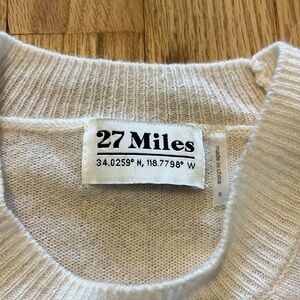 27 Miles
34.0259° N, 118.7798° W
made in china
S